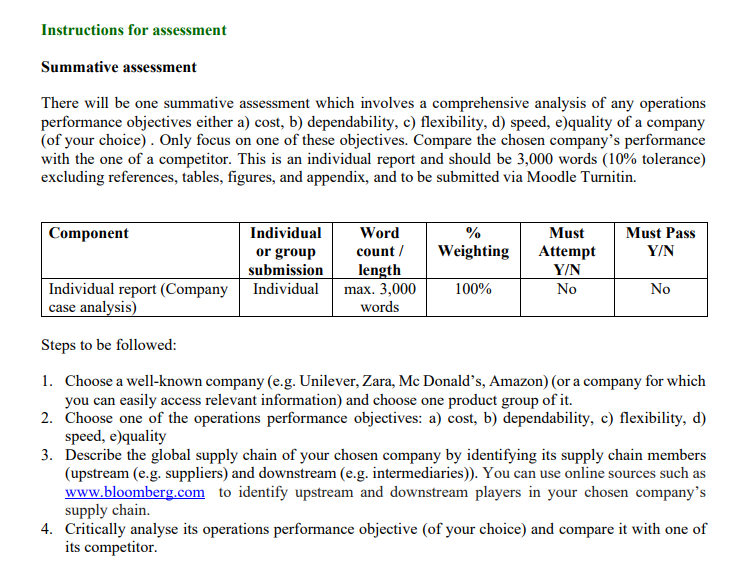 Instructions for assessment
Summative assessment
There will be one summative assessment which involves a comprehensive analysis of any operations
performance objectives either a) cost, b) dependability, c) flexibility, d) speed, e)quality of a company
(of your choice) . Only focus on one of these objectives. Compare the chosen company's performance
with the one of a competitor. This is an individual report and should be 3,000 words (10% tolerance)
excluding references, tables, figures, and appendix, and to be submitted via Moodle Turnitin.
Component Individual or group submission Word count / length % Weighting Must Attempt Y/N Must Pass Y/N
Individual report (Company case analysis) Individual max. 3,000 words 100% No No
Steps to be followed:
1. Choose a well-known company (e.g. Unilever, Zara, Mc Donald's, Amazon) (or a company for which
you can easily access relevant information) and choose one product group of it.
2. Choose one of the operations performance objectives: a) cost, b) dependability, c) flexibility, d)
speed, e)quality
3. Describe the global supply chain of your chosen company by identifying its supply chain members
(upstream (e.g. suppliers) and downstream (e.g. intermediaries)). You can use online sources such as
www.bloomberg.com to identify upstream and downstream players in your chosen company's
supply chain.
4. Critically analyse its operations performance objective (of your choice) and compare it with one of
its competitor.